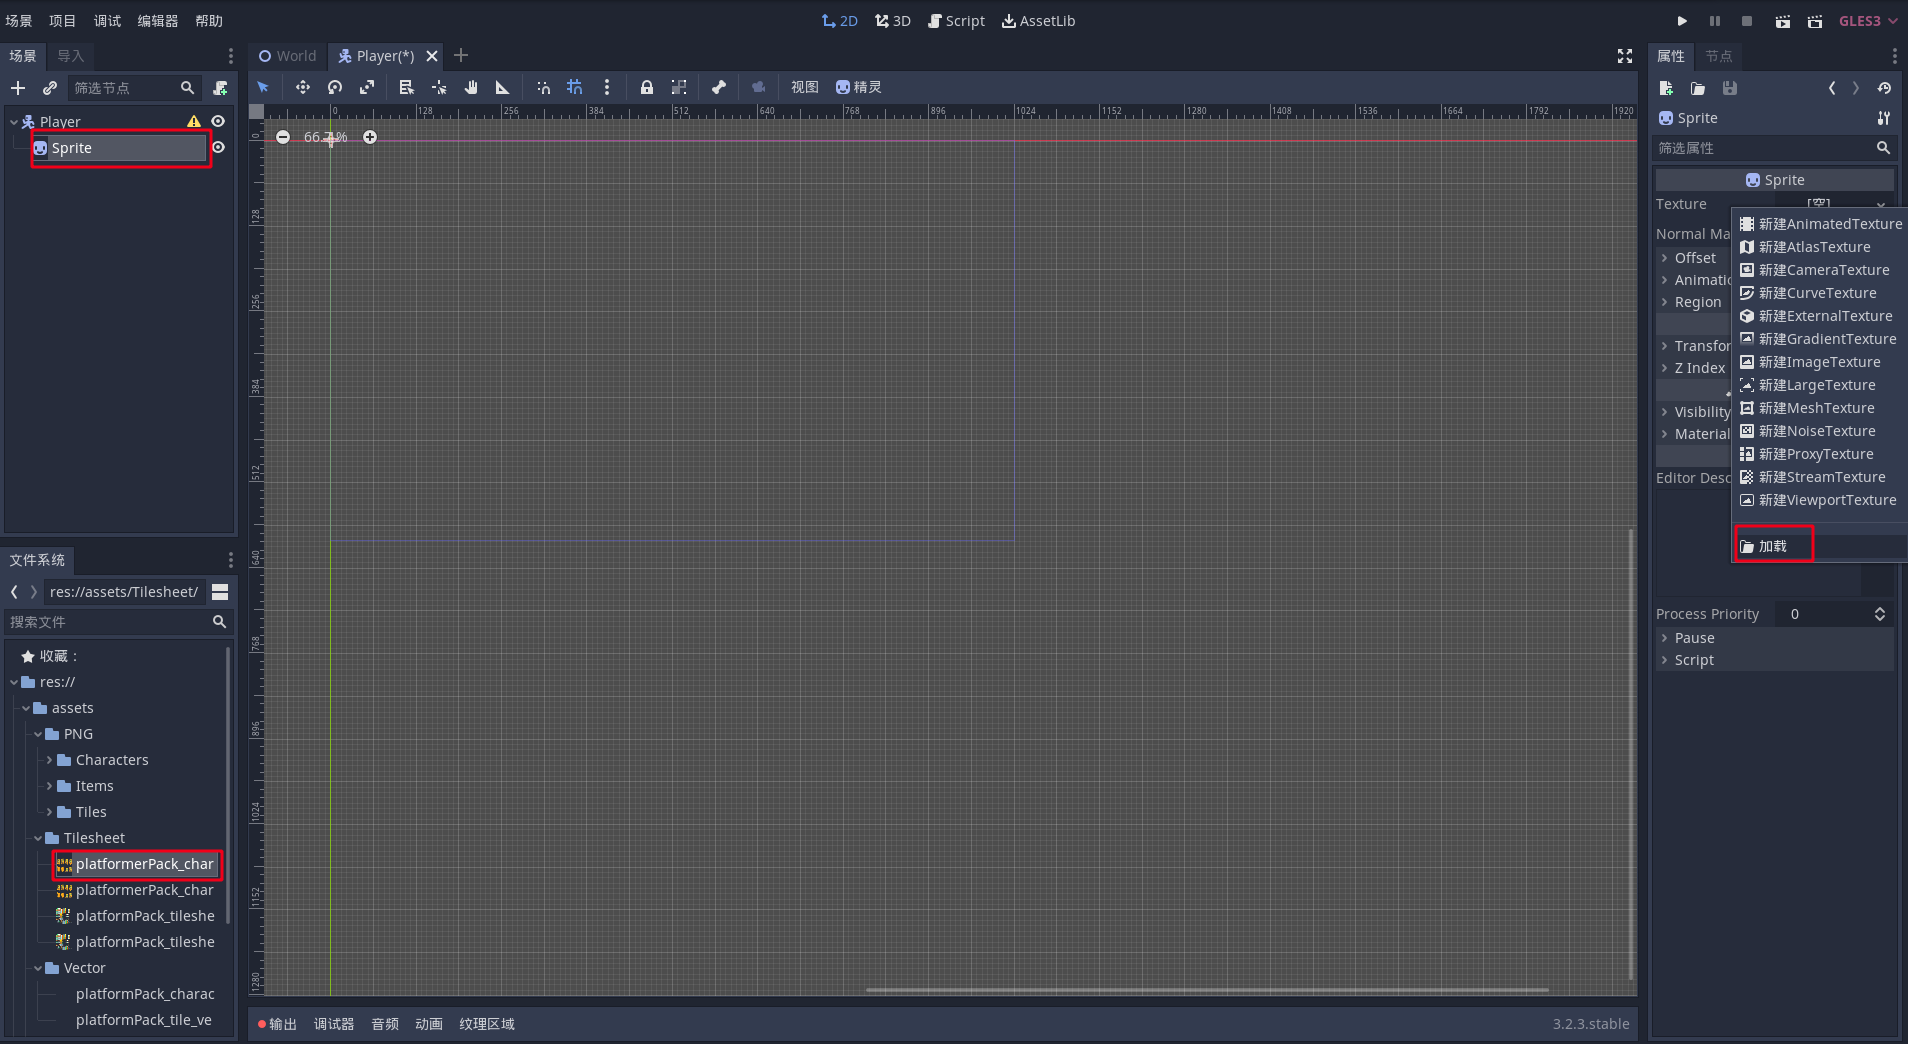 场景 项目 调试 编辑器 帮助
2D 3D Script AssetLib
GLES3
场景 导入
筛选节点
Player
Sprite
World Player(*)
视图 精灵
0 128 256 384 512 640 768 896 1024 1152 1280 1408 1536 1664 1792 1920
0 128 256 384 512 640 768 896 1024 1152 1280
文件系统
res://assets/Tilesheet/
搜索文件
收藏：
res://
assets
PNG
Characters
Items
Tiles
Tilesheet
platformerPack_char
platformerPack_char
platformPack_tileshe
platformPack_tileshe
Vector
platformPack_charac
platformPack_tile_ve
输出 调试器 音频 动画 纹理区域
3.2.3.stable
属性 节点
Sprite
筛选属性
Sprite
Texture [空]
Normal Ma
Offset
Animatio
Region
Transfor
Z Index
Visibility
Material
Editor Desc
新建AnimatedTexture
新建AtlasTexture
新建CameraTexture
新建CurveTexture
新建ExternalTexture
新建GradientTexture
新建ImageTexture
新建LargeTexture
新建MeshTexture
新建NoiseTexture
新建ProxyTexture
新建StreamTexture
新建ViewportTexture
加载
Process Priority 0
Pause
Script